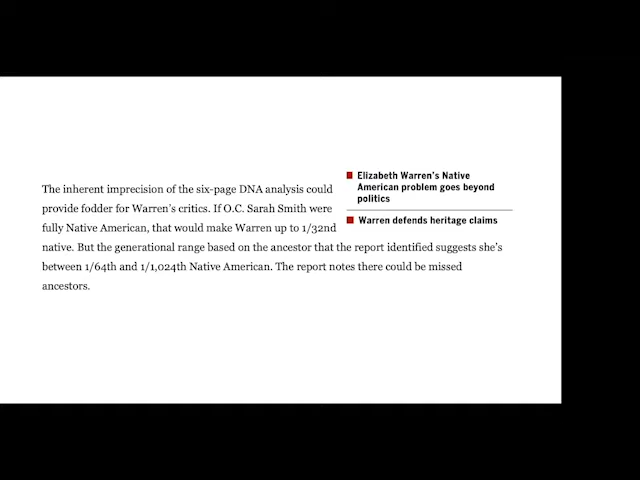 The inherent imprecision of the six-page DNA analysis could
provide fodder for Warren's critics. If O.C. Sarah Smith were
fully Native American, that would make Warren up to 1/32nd
native. But the generational range based on the ancestor that the report identified suggests she's
between 1/64th and 1/1,024th Native American. The report notes there could be missed
ancestors.
Elizabeth Warren's Native
American problem goes beyond
politics
Warren defends heritage claims